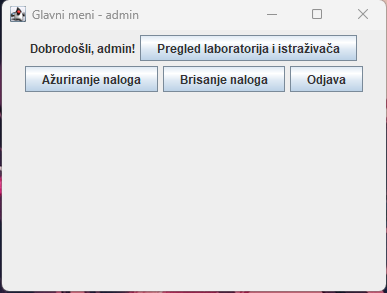 Glavni meni - admin
Dobrodošli, admin! Pregled laboratorija i istraživača
Ažuriranje naloga Brisanje naloga Odjava